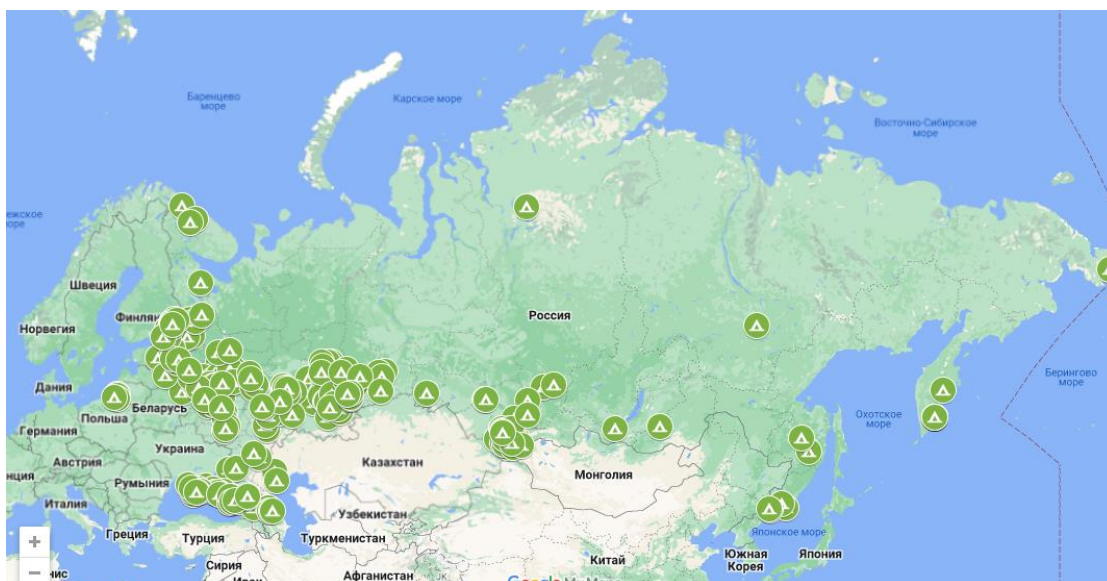 Баренцево
море
Карское море
Восточно-Сибирское
море
море
Швеция
Норвегия
Россия
Дания
Польша
Беларусь
Германия
Украина
Австрия
Румыния
Италия
Греция
Турция
Сирия
Казахстан
Узбекистан
Туркменистан
Афганистан
Монголия
Китай
Охотское
море
Берингово
море
Японское море
Южная
Корея
Япония
+
−